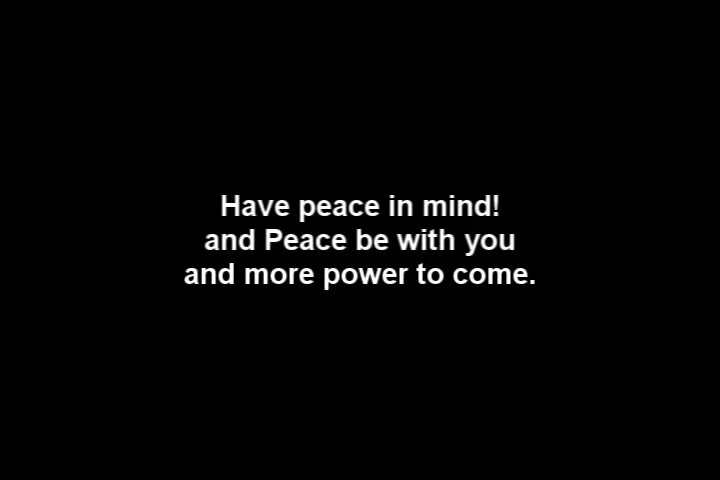 Have peace in mind!
and Peace be with you
and more power to come.